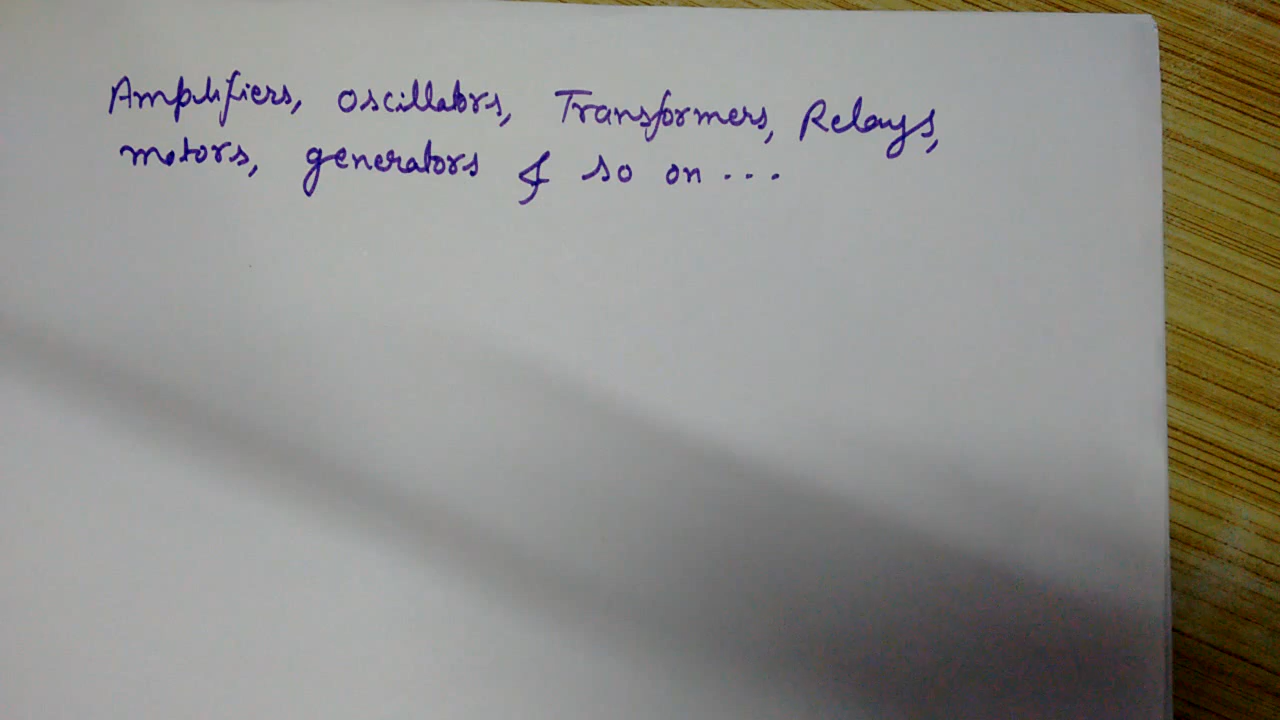 Amplifiers, oscillators, Transformers, Relays,
motors, generators & so on ...